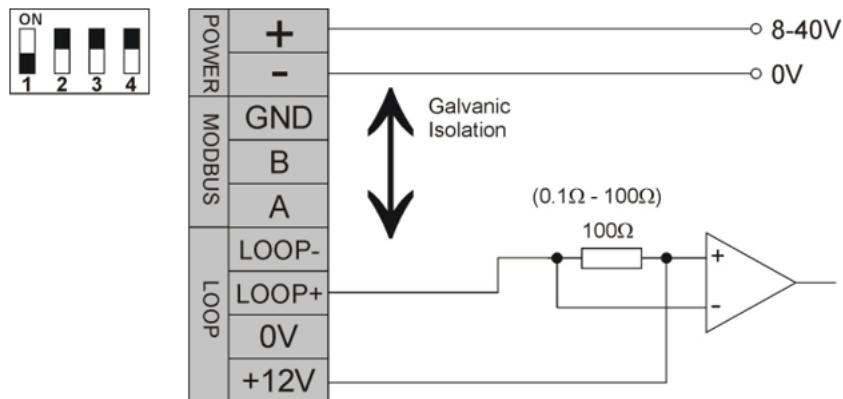 ON
1 2 3 4
POWER
+
-
MODBUS
GND
B
A
LOOP
LOOP-
LOOP+
0V
+12V
8-40V
0V
Galvanic
Isolation
(0.1Ω - 100Ω)
100Ω
+
-